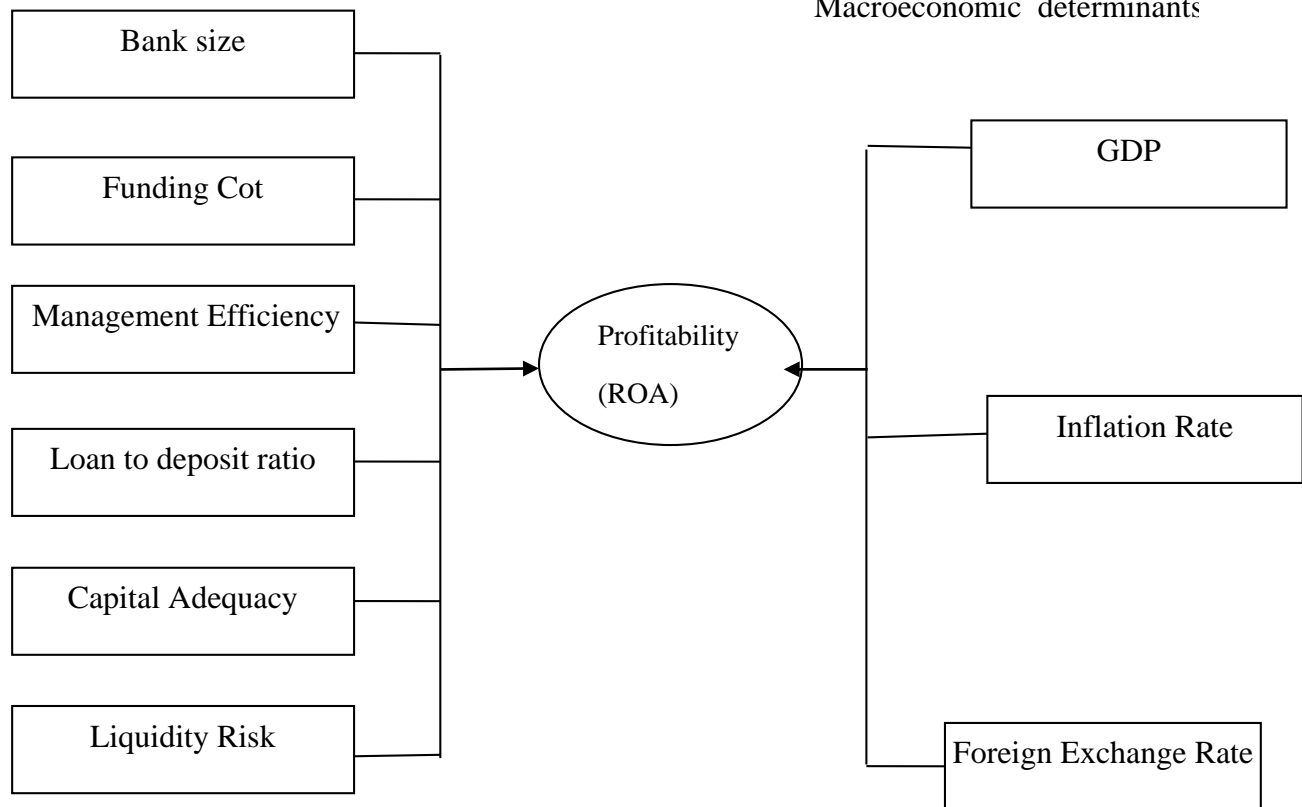 Macroeconomic determinants
Bank size
Funding Cot
Management Efficiency
Loan to deposit ratio
Capital Adequacy
Liquidity Risk
Profitability
(ROA)
GDP
Inflation Rate
Foreign Exchange Rate